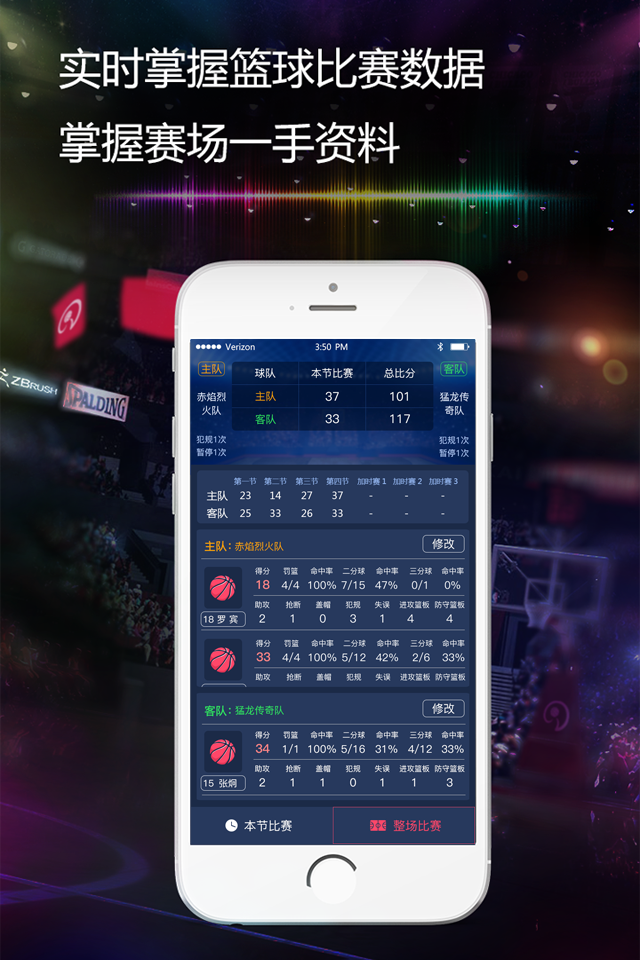 实时掌握篮球比赛数据
掌握赛场一手资料
ZBRUSH
SPALDING
Verizon 3:50 PM
主队 球队 本节比赛 总比分 客队
赤焰烈火队 主队 37 101 猛龙传奇队
客队 33 117
犯规1次 犯规1次
暂停1次 暂停1次
第一节 第二节 第三节 第四节 加时赛1 加时赛2 加时赛3
主队 23 14 27 37 - - -
客队 25 33 26 33 - - -
主队：赤焰烈火队 修改
得分 罚篮 命中率 二分球 命中率 三分球 命中率
18 4/4 100% 7/15 47% 0/1 0%
助攻 抢断 盖帽 犯规 失误 进攻篮板 防守篮板
18 罗宾 2 1 0 3 1 4 4
得分 罚篮 命中率 二分球 命中率 三分球 命中率
33 4/4 100% 5/12 42% 2/6 33%
助攻 抢断 盖帽 犯规 失误 进攻篮板 防守篮板
客队：猛龙传奇队 修改
得分 罚篮 命中率 二分球 命中率 三分球 命中率
34 1/1 100% 5/16 31% 4/12 33%
助攻 抢断 盖帽 犯规 失误 进攻篮板 防守篮板
15 张炯 2 1 1 0 1 1 3
本节比赛 整场比赛